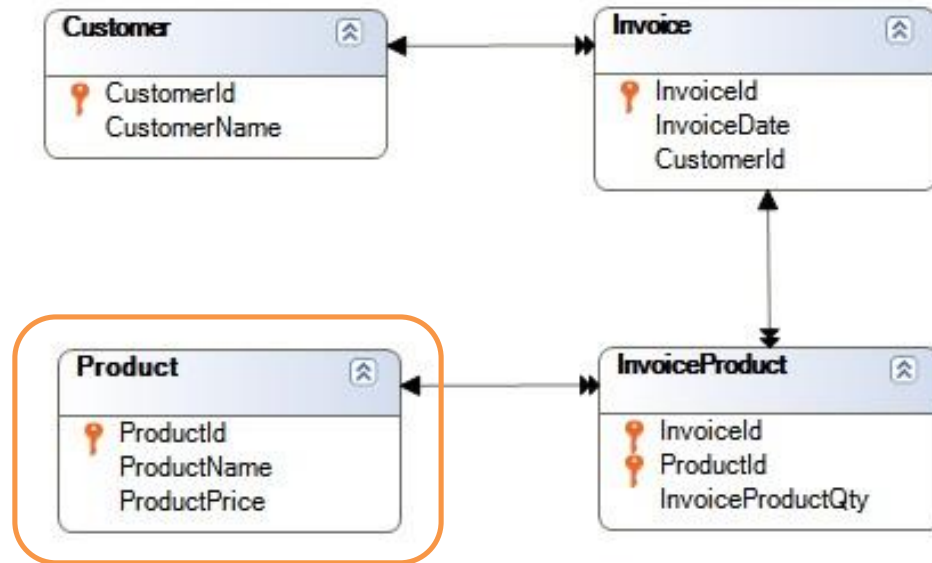 Customer
CustomerId
CustomerName
Invoice
InvoiceId
InvoiceDate
CustomerId
Product
ProductId
ProductName
ProductPrice
InvoiceProduct
InvoiceId
ProductId
InvoiceProductQty